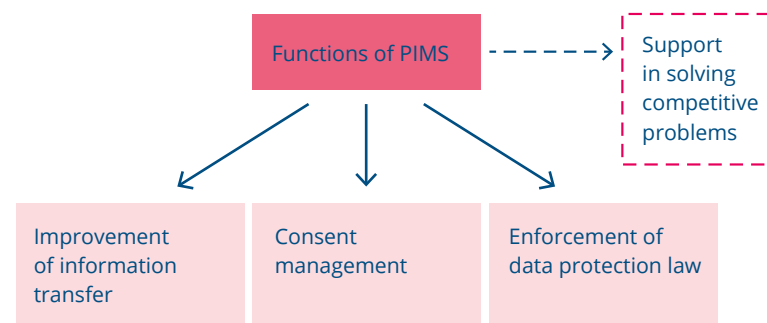 Functions of PIMS
Support
in solving
competitive
problems
Improvement
of information
transfer
Consent
management
Enforcement of
data protection law